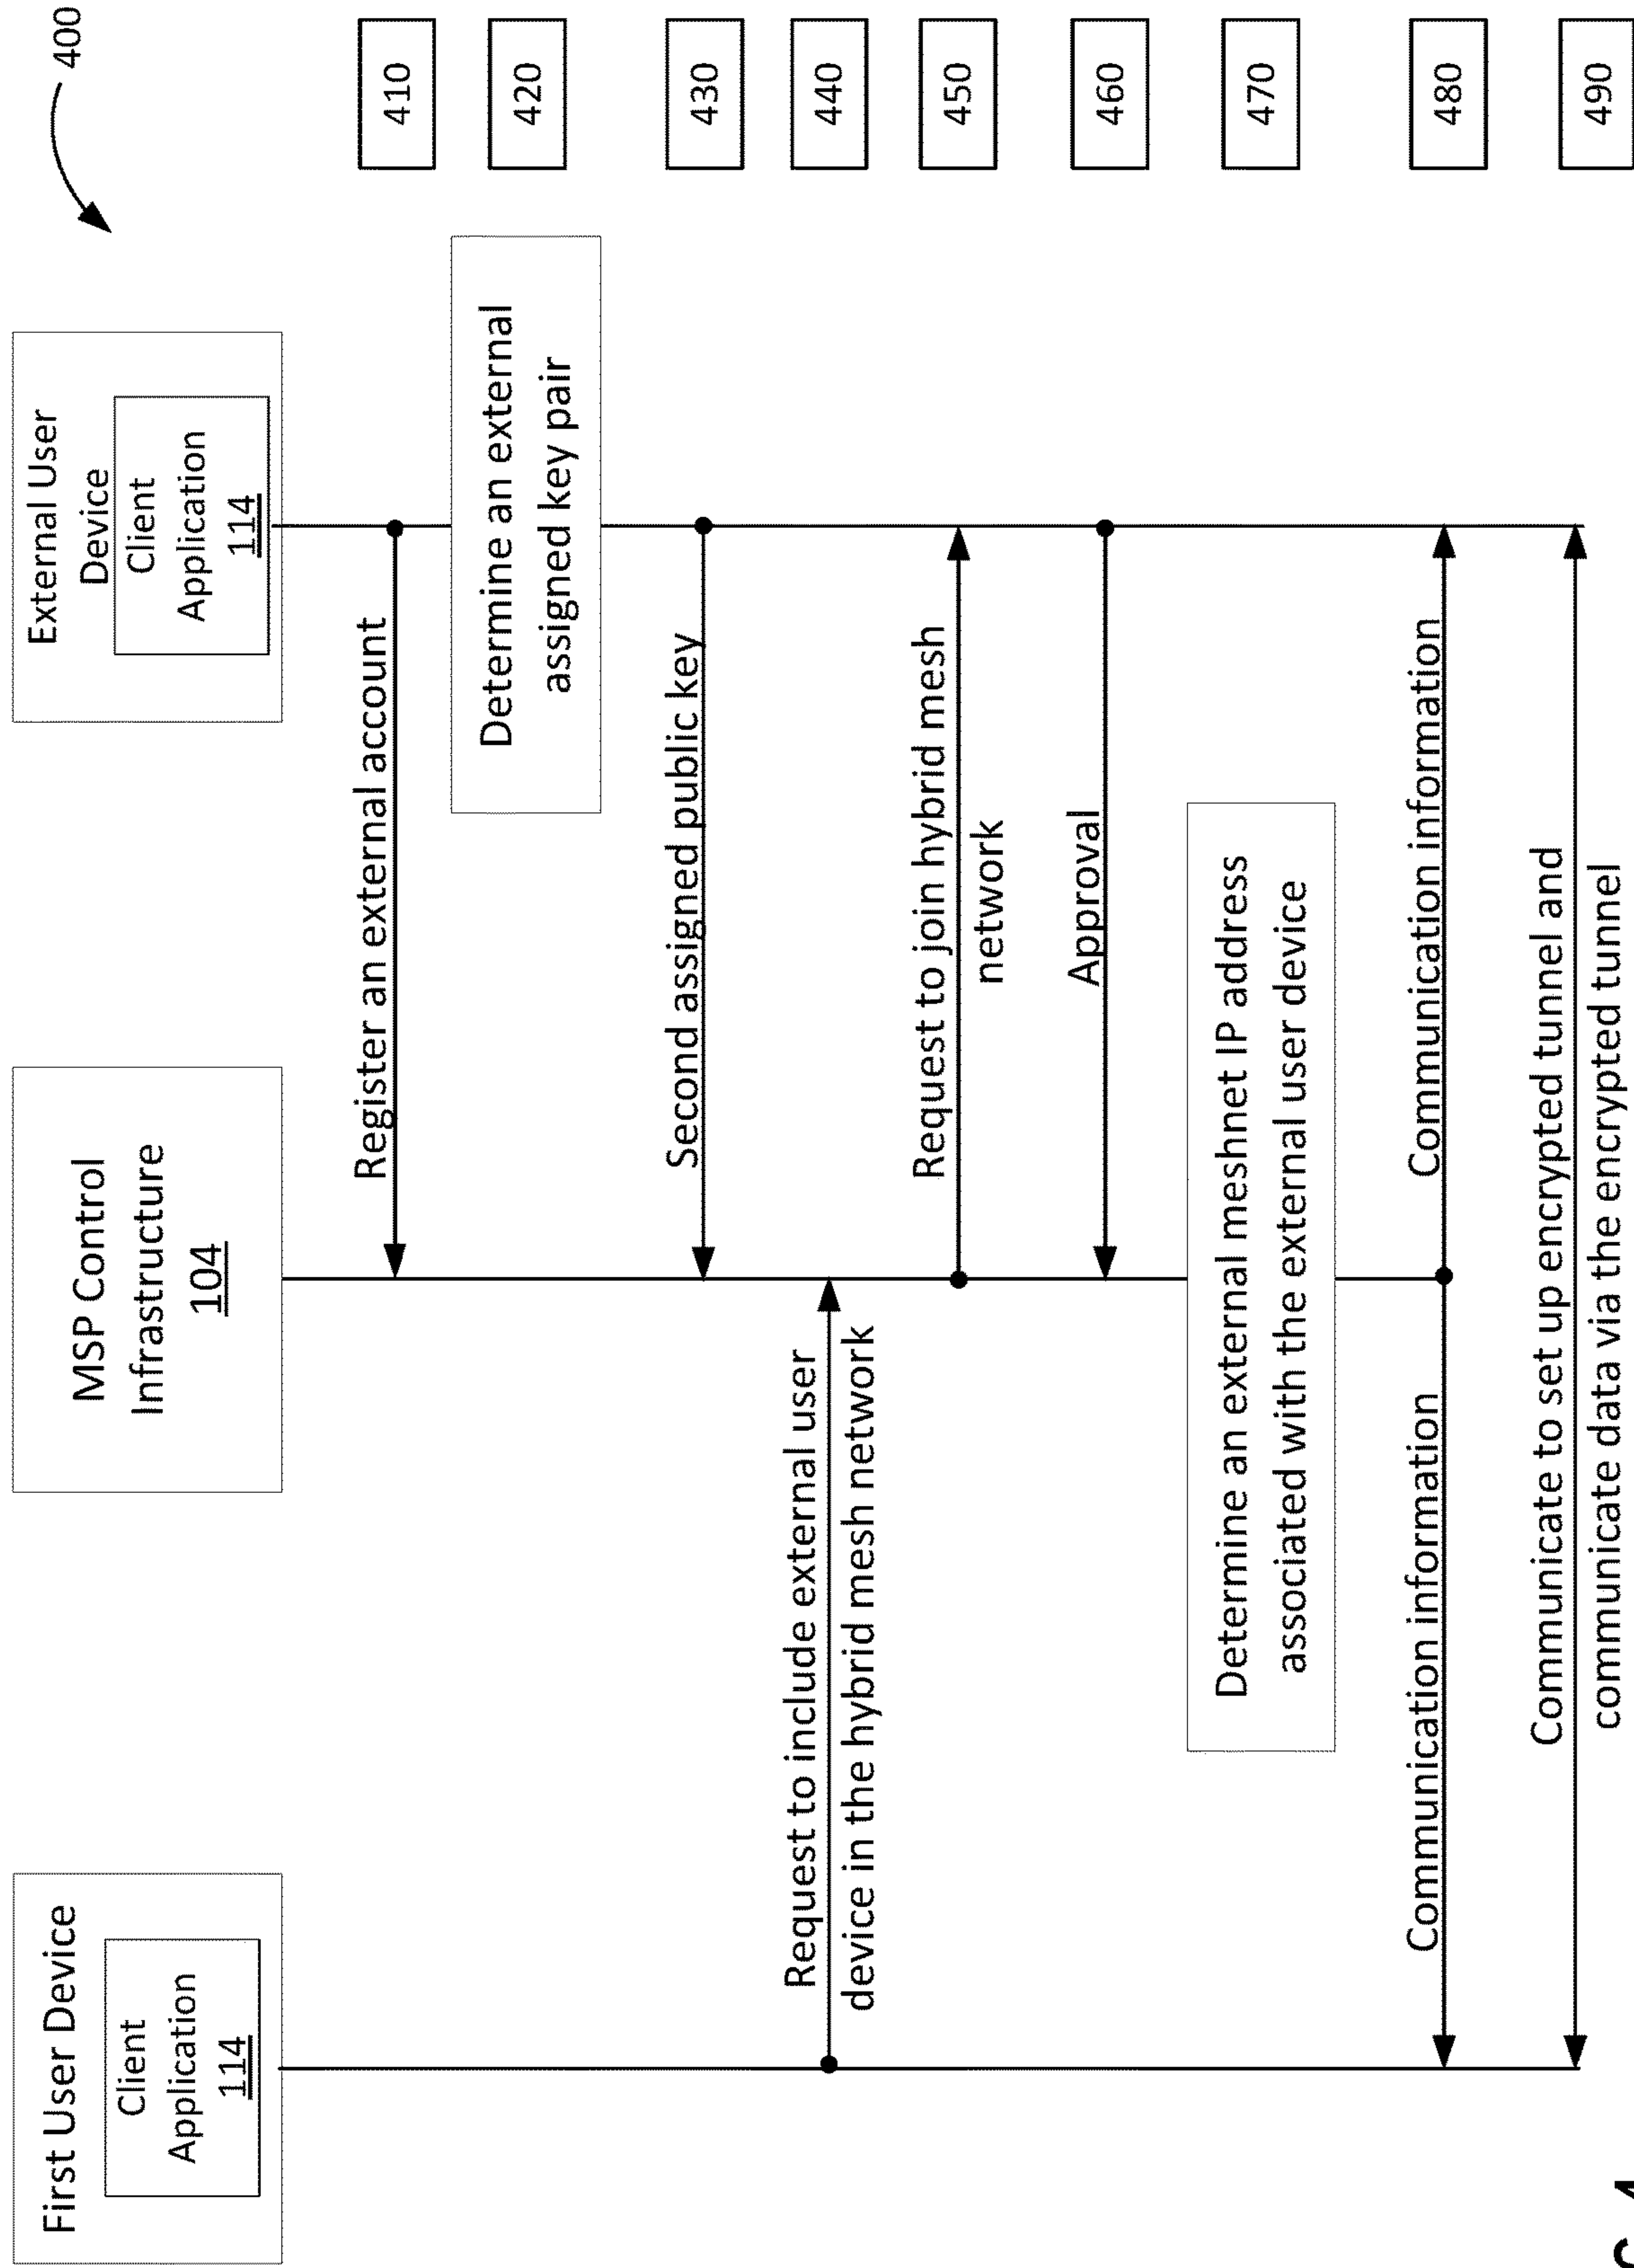 400
First User Device
Client
Application
114
MSP Control
Infrastructure
104
External User
Device
Client
Application
114
Register an external account
410
Determine an external
assigned key pair
420
Second assigned public key
430
Request to include external user
device in the hybrid mesh network
440
Request to join hybrid mesh
network
450
Approval
460
Determine an external meshnet IP address
associated with the external user device
470
Communication information
Communication information
480
Communicate to set up encrypted tunnel and
communicate data via the encrypted tunnel
490